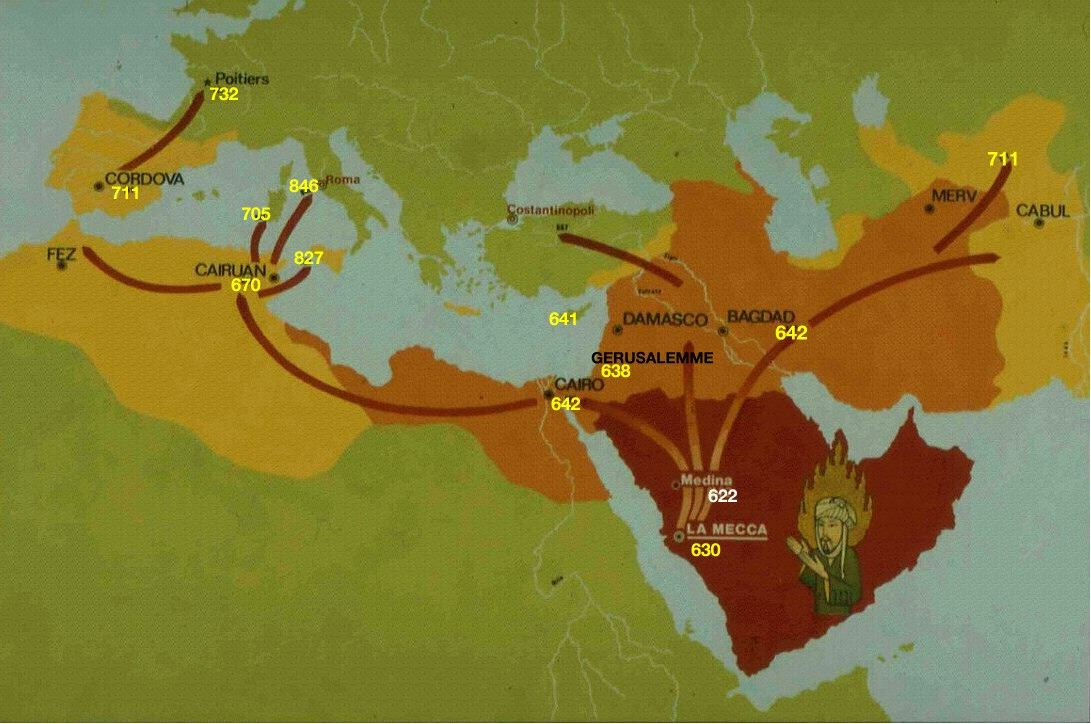 Poitiers
732
CORDOVA
711
846
Roma
705
711
MERV
CABUL
Costantinopoli
FEZ
CAIRUAN
827
670
641
DAMASCO
BAGDAD
642
GERUSALEMME
638
CAIRO
642
Medina
622
LA MECCA
630